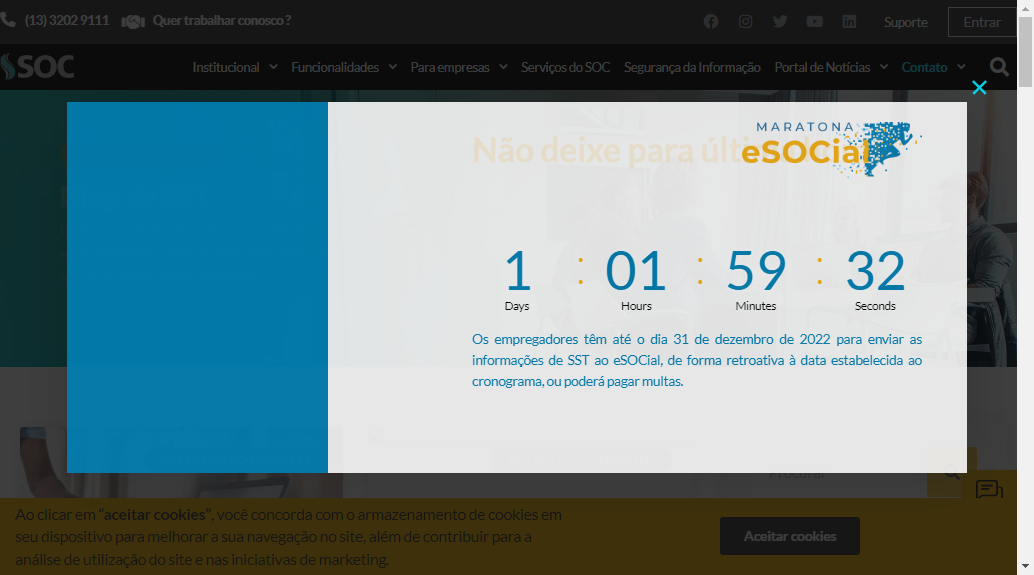 (13) 3202 9111 Quer trabalhar conosco ?
Suporte Entrar
SOC Institucional Funcionalidades Para empresas Serviços do SOC Segurança da Informação Portal de Notícias Contato
MARATONA
eSOCial
Não deixe para últi
1 : 01 : 59 : 32
Days Hours Minutes Seconds
Os empregadores têm até o dia 31 de dezembro de 2022 para enviar as
informações de SST ao eSOCial, de forma retroativa à data estabelecida ao
cronograma, ou poderá pagar multas.
Procurar
Ao clicar em “aceitar cookies”, você concorda com o armazenamento de cookies em
seu dispositivo para melhorar a sua navegação no site, além de contribuir para a
análise de utilização do site e nas iniciativas de marketing.
Aceitar cookies